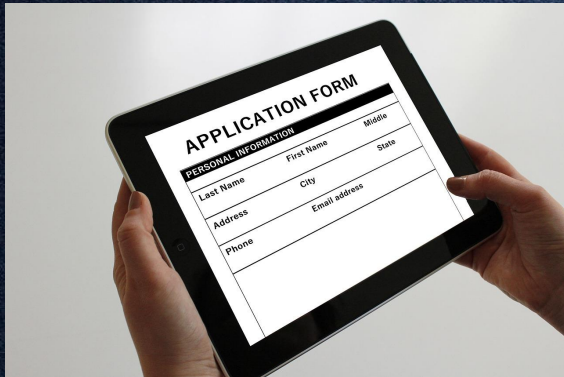 APPLICATION FORM
PERSONAL INFORMATION
Last Name First Name Middle
Address City State
Phone Email address